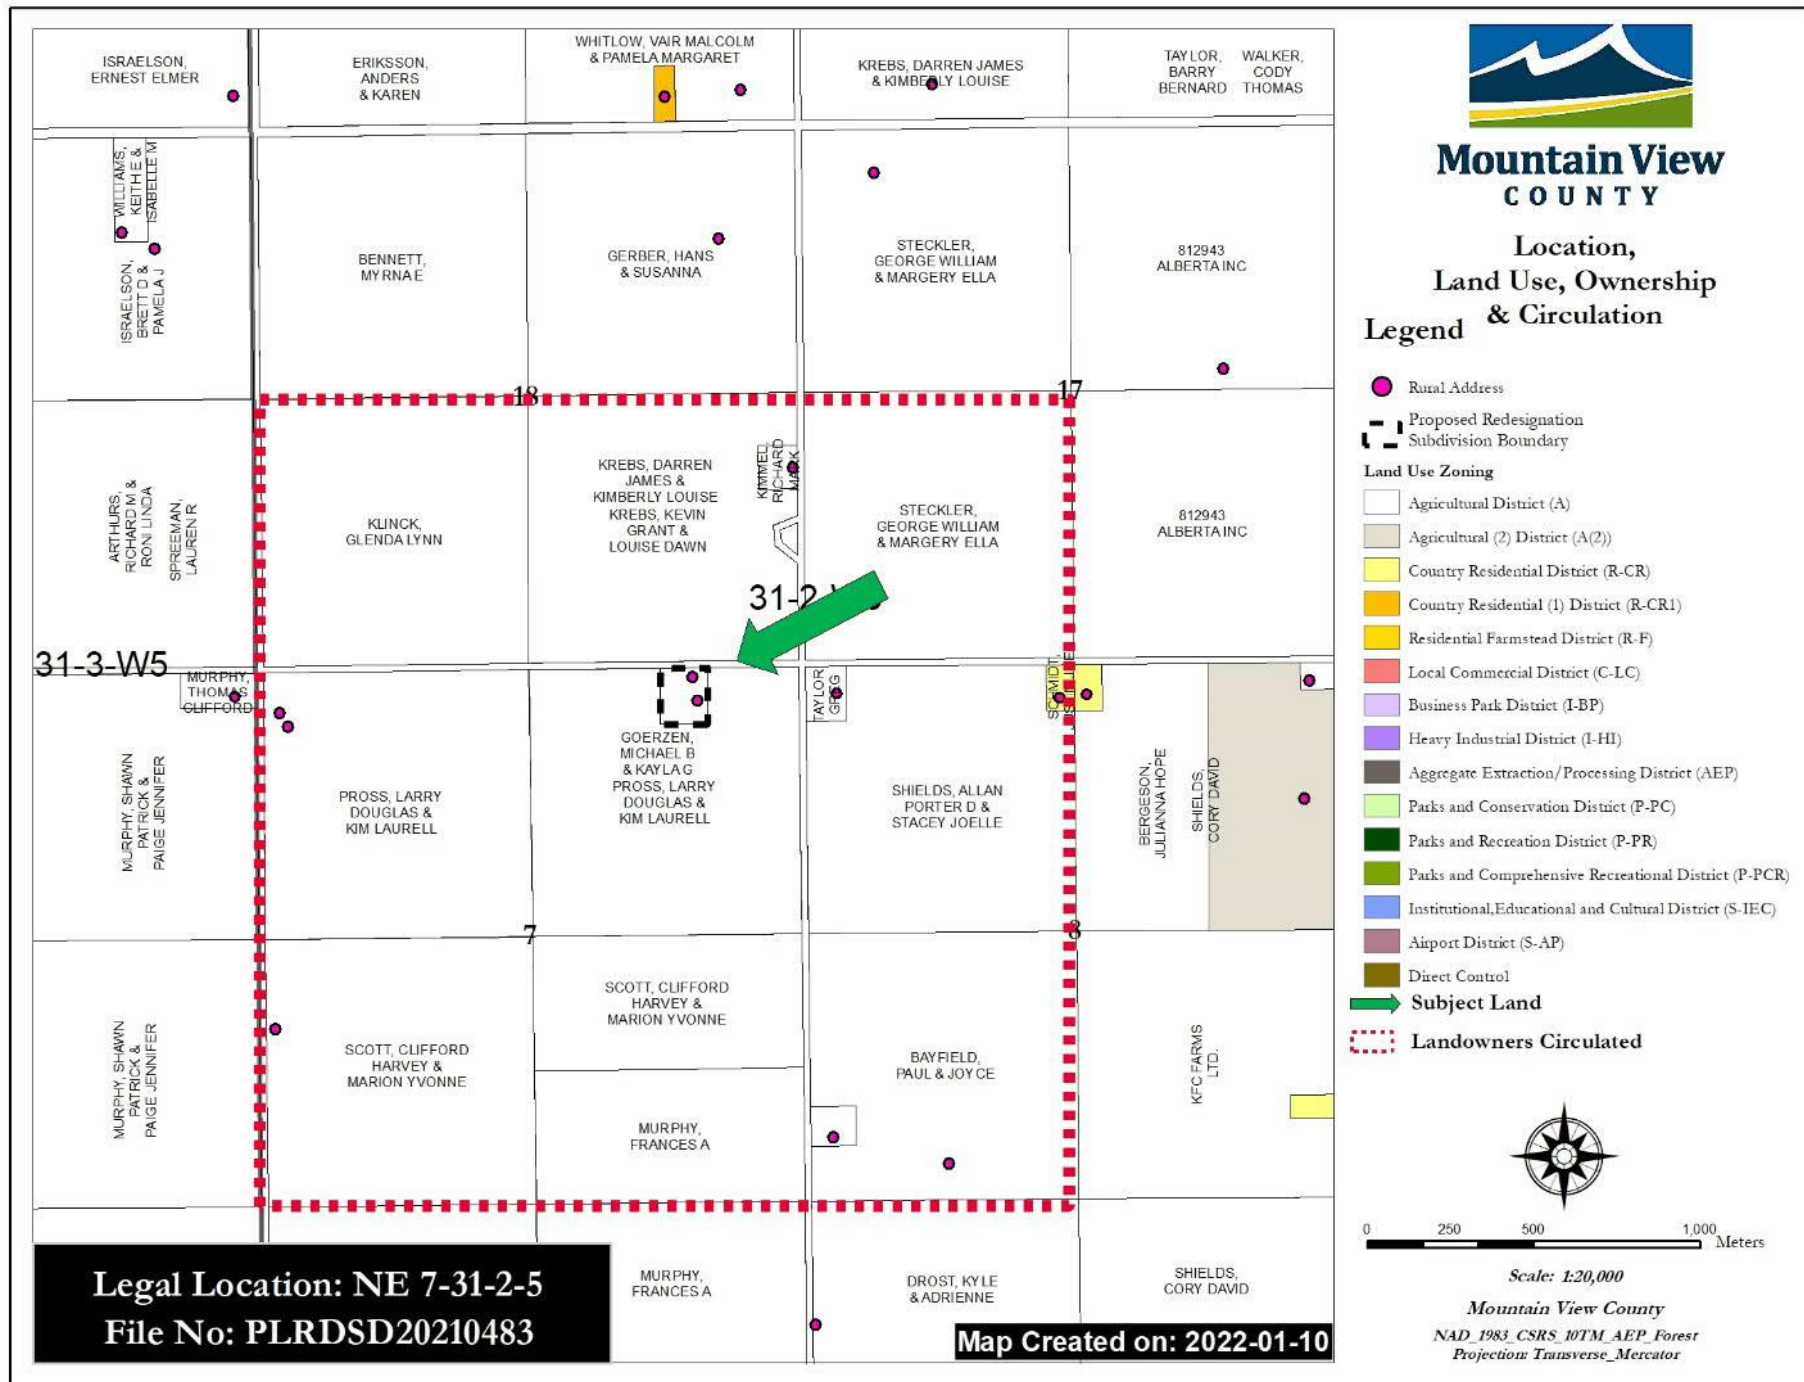 ISRAELSON,
ERNEST ELMER
ERIKSSON,
ANDERS
& KAREN
WHITLOW, VAIR MALCOLM
& PAMELA MARGARET
KREBS, DARREN JAMES
& KIMBERLY LOUISE
TAYLOR,
BARRY
BERNARD
WALKER,
CODY
THOMAS
WILLIAMS,
KEITH E &
ISABELLE M
ISRAELSON,
BRETT D &
PAMELA J
BENNETT,
MYRNA E
GERBER, HANS
& SUSANNA
STECKLER,
GEORGE WILLIAM
& MARGERY ELLA
812943
ALBERTA INC
18
17
ARTHURS,
RICHARD M &
RONI LINDA
SPREEMAN,
LAUREN R
KLINCK,
GLENDA LYNN
KREBS, DARREN
JAMES &
KIMBERLY LOUISE
KREBS, KEVIN
GRANT &
LOUISE DAWN
KIMMEL,
RICHARD
MARK
STECKLER,
GEORGE WILLIAM
& MARGERY ELLA
812943
ALBERTA INC
31-3-W5
MURPHY,
THOMAS
CLIFFORD
TAYLOR
GREG
MURPHY, SHAWN
PATRICK &
PAIGE JENNIFER
PROSS, LARRY
DOUGLAS &
KIM LAURELL
GOERZEN,
MICHAEL B
& KAYLA G
PROSS, LARRY
DOUGLAS &
KIM LAURELL
SHIELDS, ALLAN
PORTER D &
STACEY JOELLE
BERGESON,
JULIANNA HOPE
SHIELDS,
CORY DAVID
7
8
MURPHY, SHAWN
PATRICK &
PAIGE JENNIFER
SCOTT, CLIFFORD
HARVEY &
MARION YVONNE
SCOTT, CLIFFORD
HARVEY &
MARION YVONNE
MURPHY,
FRANCES A
BAYFIELD,
PAUL & JOYCE
KFC FARMS
LTD.
MURPHY,
FRANCES A
DROST, KYLE
& ADRIENNE
SHIELDS,
CORY DAVID
Legal Location: NE 7-31-2-5
File No: PLRDSD20210483
Map Created on: 2022-01-10
Mountain View
COUNTY
Location,
Land Use, Ownership
& Circulation
Legend
Rural Address
Proposed Redesignation
Subdivision Boundary
Land Use Zoning
Agricultural District (A)
Agricultural (2) District (A(2))
Country Residential District (R-CR)
Country Residential (1) District (R-CR1)
Residential Farmstead District (R-F)
Local Commercial District (C-LC)
Business Park District (I-BP)
Heavy Industrial District (I-HI)
Aggregate Extraction/Processing District (AEP)
Parks and Conservation District (P-PC)
Parks and Recreation District (P-PR)
Parks and Comprehensive Recreational District (P-PCR)
Institutional,Educational and Cultural District (S-IEC)
Airport District (S-AP)
Direct Control
Subject Land
Landowners Circulated
0 250 500 1,000
Meters
Scale: 1:20,000
Mountain View County
NAD_1983_CSRS_10TM_AEP_Forest
Projection: Transverse_Mercator